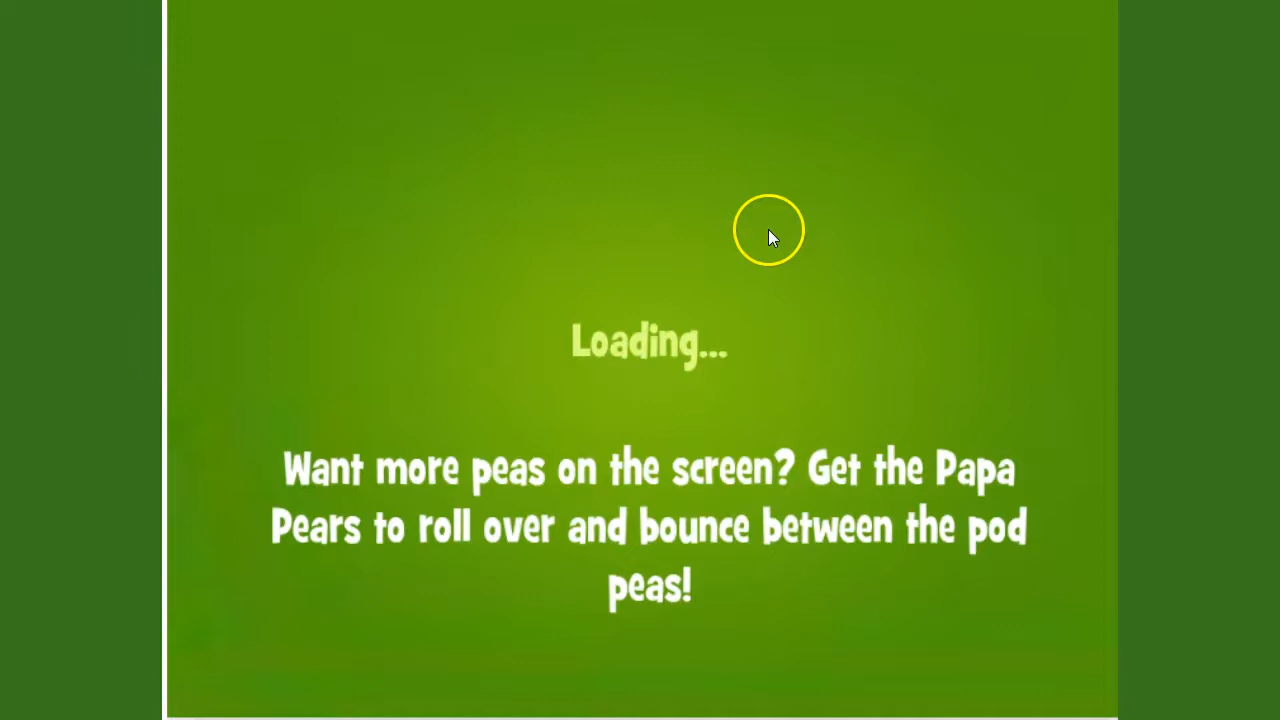 Loading...
Want more peas on the screen? Get the Papa
Pears to roll over and bounce between the pod
peas!